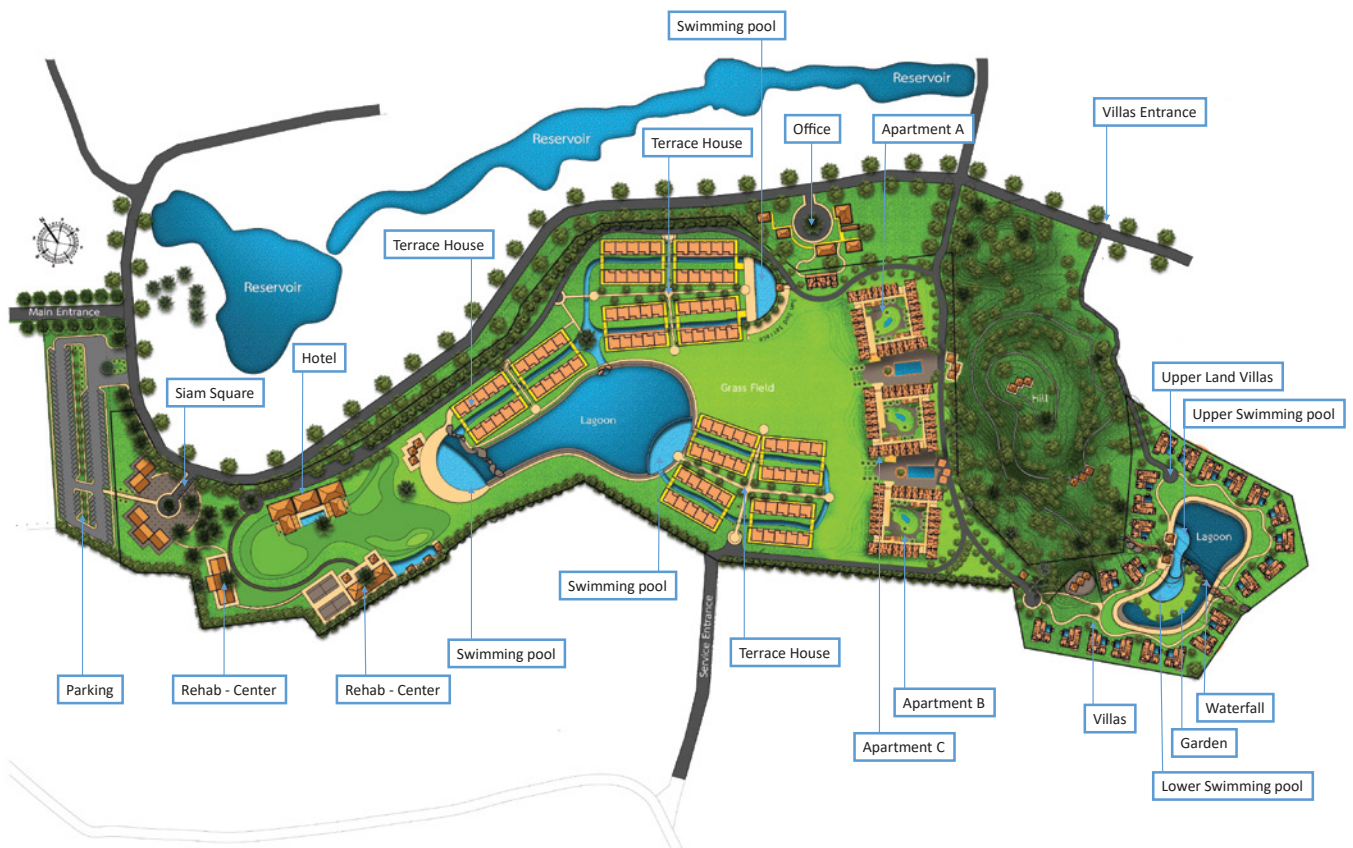 Swimming pool
Reservoir
Villas Entrance
Office
Apartment A
Reservoir
Terrace House
Terrace House
Reservoir
Main Entrance
Hotel
Siam Square
Grass Field
Hill
Upper Land Villas
Upper Swimming pool
Lagoon
Lagoon
Swimming pool
Service Entrance
Swimming pool
Terrace House
Parking
Rehab - Center
Rehab - Center
Apartment B
Villas
Waterfall
Apartment C
Garden
Lower Swimming pool